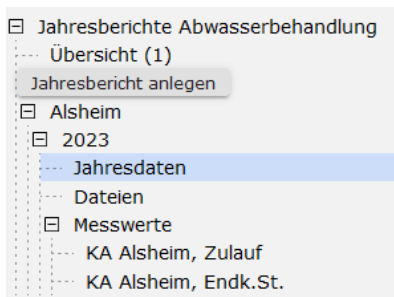 Jahresberichte Abwasserbehandlung
Übersicht (1)
Jahresbericht anlegen
Alsheim
2023
Jahresdaten
Dateien
Messwerte
KA Alsheim, Zulauf
KA Alsheim, Endk.St.